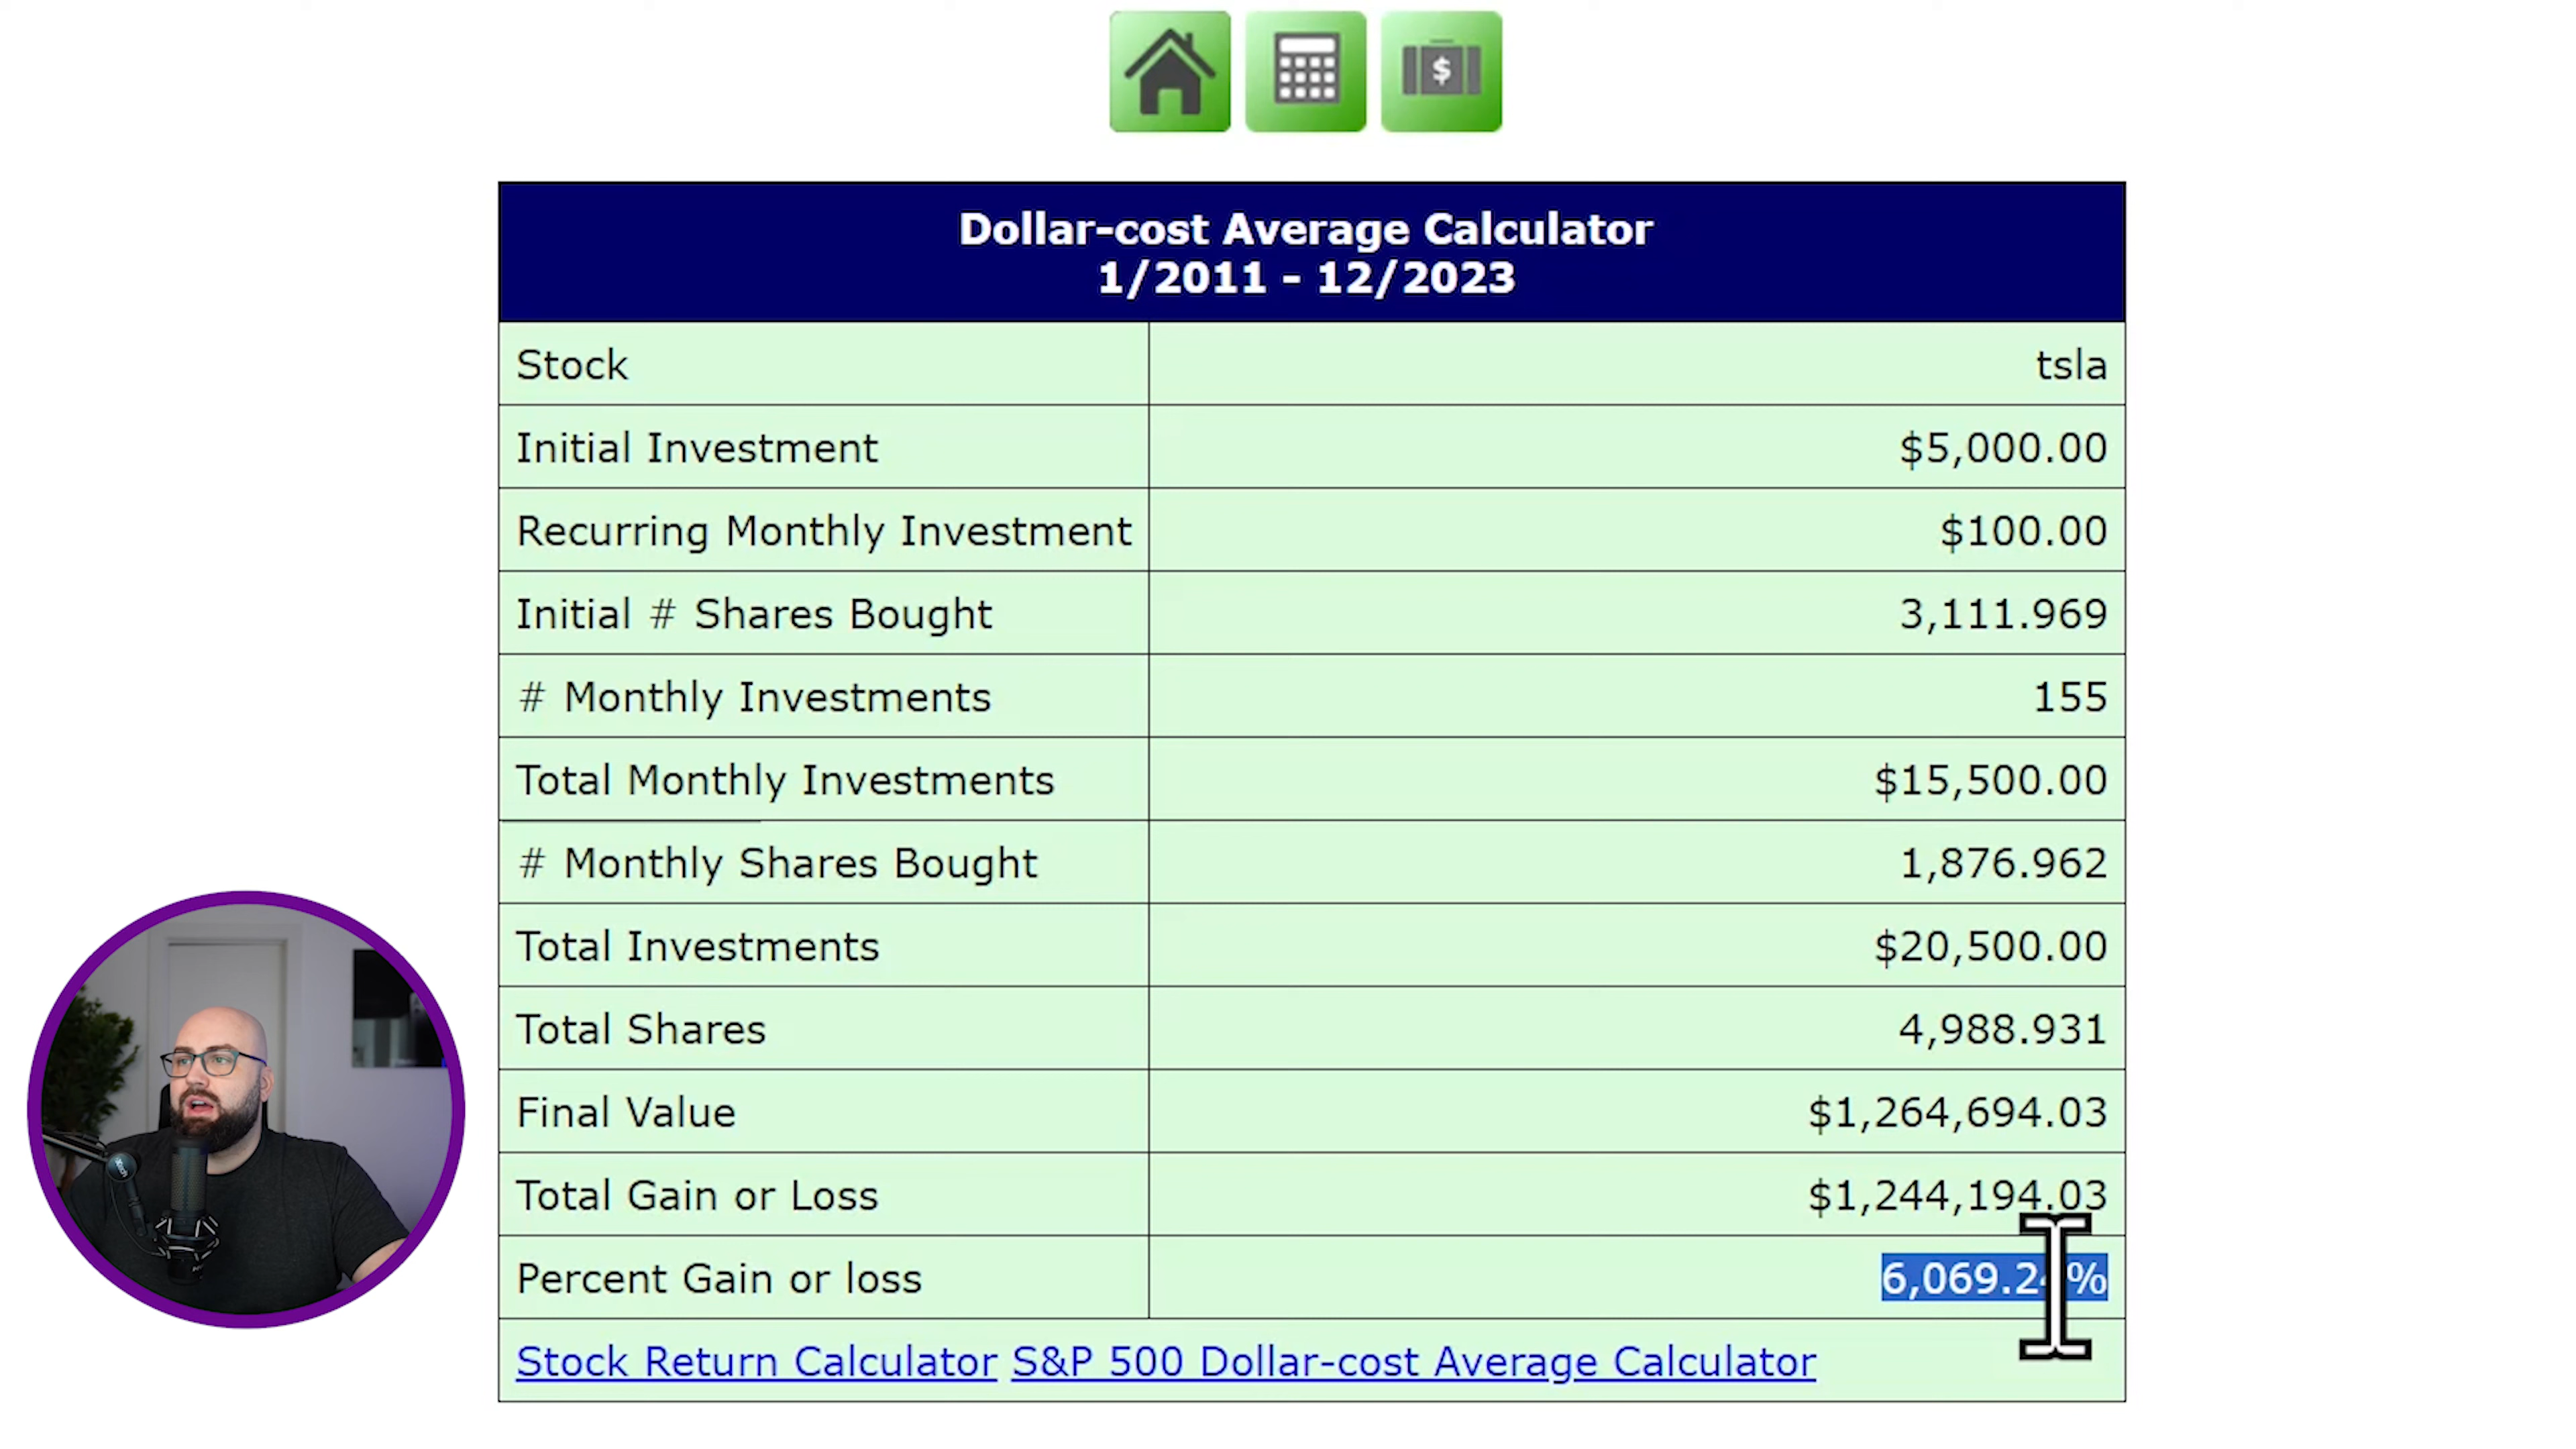 $
Dollar-cost Average Calculator
1/2011 - 12/2023
Stock tsla
Initial Investment $5,000.00
Recurring Monthly Investment $100.00
Initial # Shares Bought 3,111.969
# Monthly Investments 155
Total Monthly Investments $15,500.00
# Monthly Shares Bought 1,876.962
Total Investments $20,500.00
Total Shares 4,988.931
Final Value $1,264,694.03
Total Gain or Loss $1,244,194.03
Percent Gain or loss 6,069.24%
Stock Return Calculator S&P 500 Dollar-cost Average Calculator